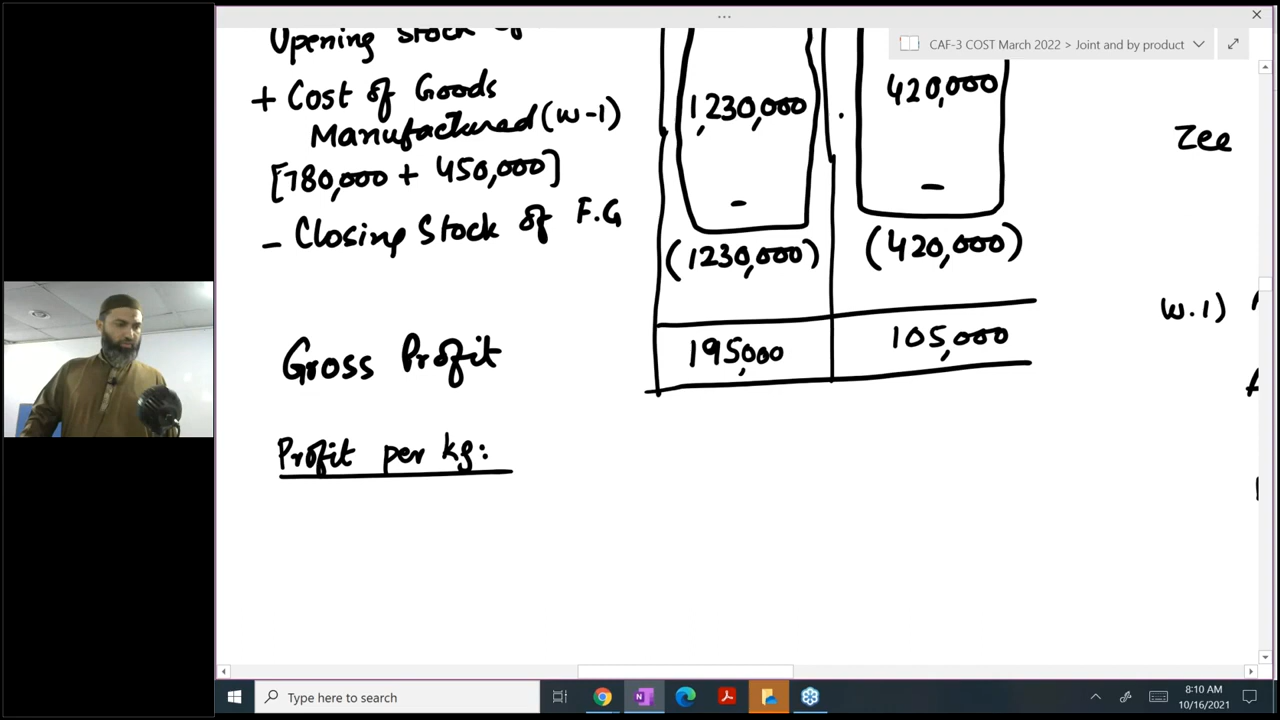 CAF-3 COST March 2022 > Joint and by product
Opening Stock of
+ Cost of Goods 1,230,000 420,000
Manufactured (W-1)
[780,000 + 450,000]
- Closing Stock of F.G - -
(1230,000) (420,000)
Gross Profit 195,000 105,000
Profit per kg:
Zee
W.1)
Type here to search
8:10 AM
10/16/2021